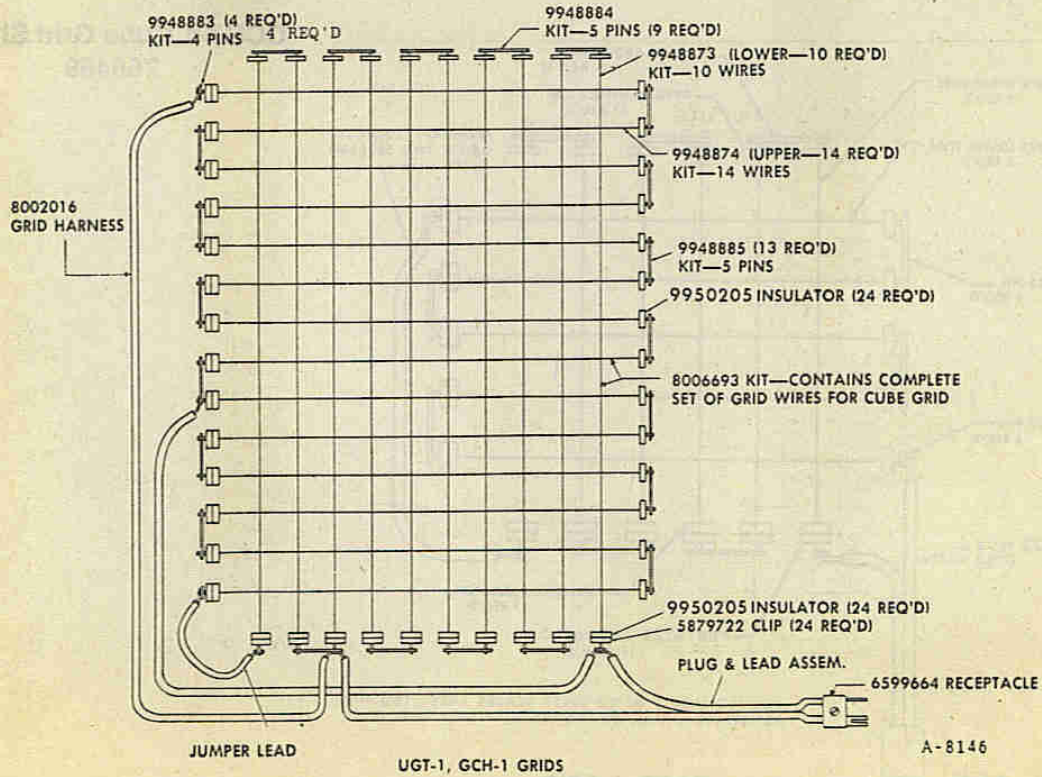 9948883 (4 REQ'D)
KIT—4 PINS
4 REQ'D
9948884
KIT—5 PINS (9 REQ'D)
9948873 (LOWER—10 REQ'D)
KIT—10 WIRES
9948874 (UPPER—14 REQ'D)
KIT—14 WIRES
8002016
GRID HARNESS
9948885 (13 REQ'D)
KIT—5 PINS
9950205 INSULATOR (24 REQ'D)
8006693 KIT—CONTAINS COMPLETE
SET OF GRID WIRES FOR CUBE GRID
9950205 INSULATOR (24 REQ'D)
5879722 CLIP (24 REQ'D)
PLUG & LEAD ASSEM.
6599664 RECEPTACLE
JUMPER LEAD
UGT-1, GCH-1 GRIDS
A-8146